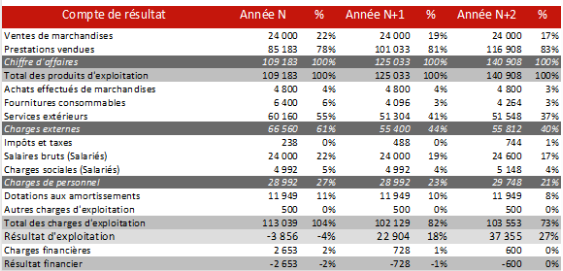 Compte de résultat Année N % Année N+1 % Année N+2 %
Ventes de marchandises 24 000 22% 24 000 19% 24 000 17%
Prestations vendues 85 183 78% 101 033 81% 116 908 83%
Chiffre d'affaires 109 183 100% 125 033 100% 140 908 100%
Total des produits d'exploitation 109 183 100% 125 033 100% 140 908 100%
Achats effectués de marchandises 4 800 4% 4 800 4% 4 800 3%
Fournitures consommables 6 400 6% 4 096 3% 4 264 3%
Services extérieurs 60 160 55% 51 304 41% 51 548 37%
Charges externes 66 560 61% 55 400 44% 55 812 40%
Impôts et taxes 238 0% 488 0% 744 1%
Salaires bruts (Salariés) 24 000 22% 24 000 19% 24 600 17%
Charges sociales (Salariés) 4 992 5% 4 992 4% 5 148 4%
Charges de personnel 28 992 27% 28 992 23% 29 748 21%
Dotations aux amortissements 11 949 11% 11 949 10% 11 949 8%
Autres charges d'exploitation 500 0% 500 0% 500 0%
Total des charges d'exploitation 113 039 104% 102 129 82% 103 553 73%
Résultat d'exploitation -3 856 -4% 22 904 18% 37 355 27%
Charges financières 2 653 2% 728 1% 600 0%
Résultat financier -2 653 -2% -728 -1% -600 0%